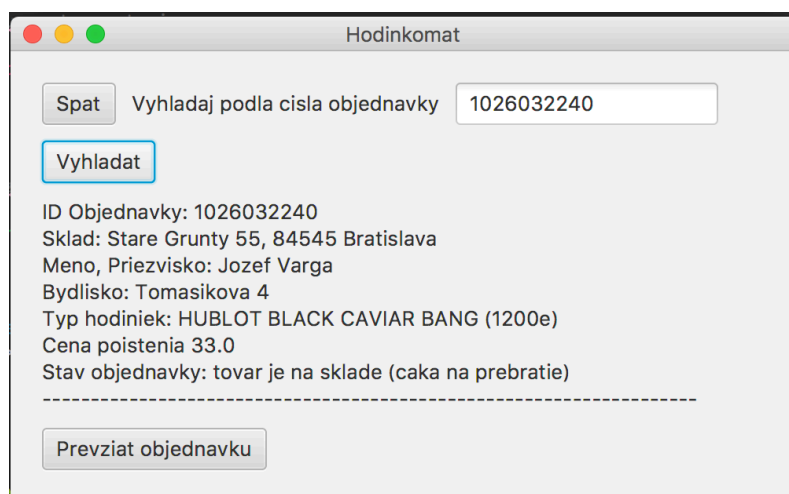 Hodinkomat
Spat Vyhladaj podla cisla objednavky 1026032240
Vyhladat
ID Objednavky: 1026032240
Sklad: Stare Grunty 55, 84545 Bratislava
Meno, Priezvisko: Jozef Varga
Bydlisko: Tomasikova 4
Typ hodiniek: HUBLOT BLACK CAVIAR BANG (1200e)
Cena poistenia 33.0
Stav objednavky: tovar je na sklade (caka na prebratie)
--------------------------------------------------------------------
Prevziat objednavku